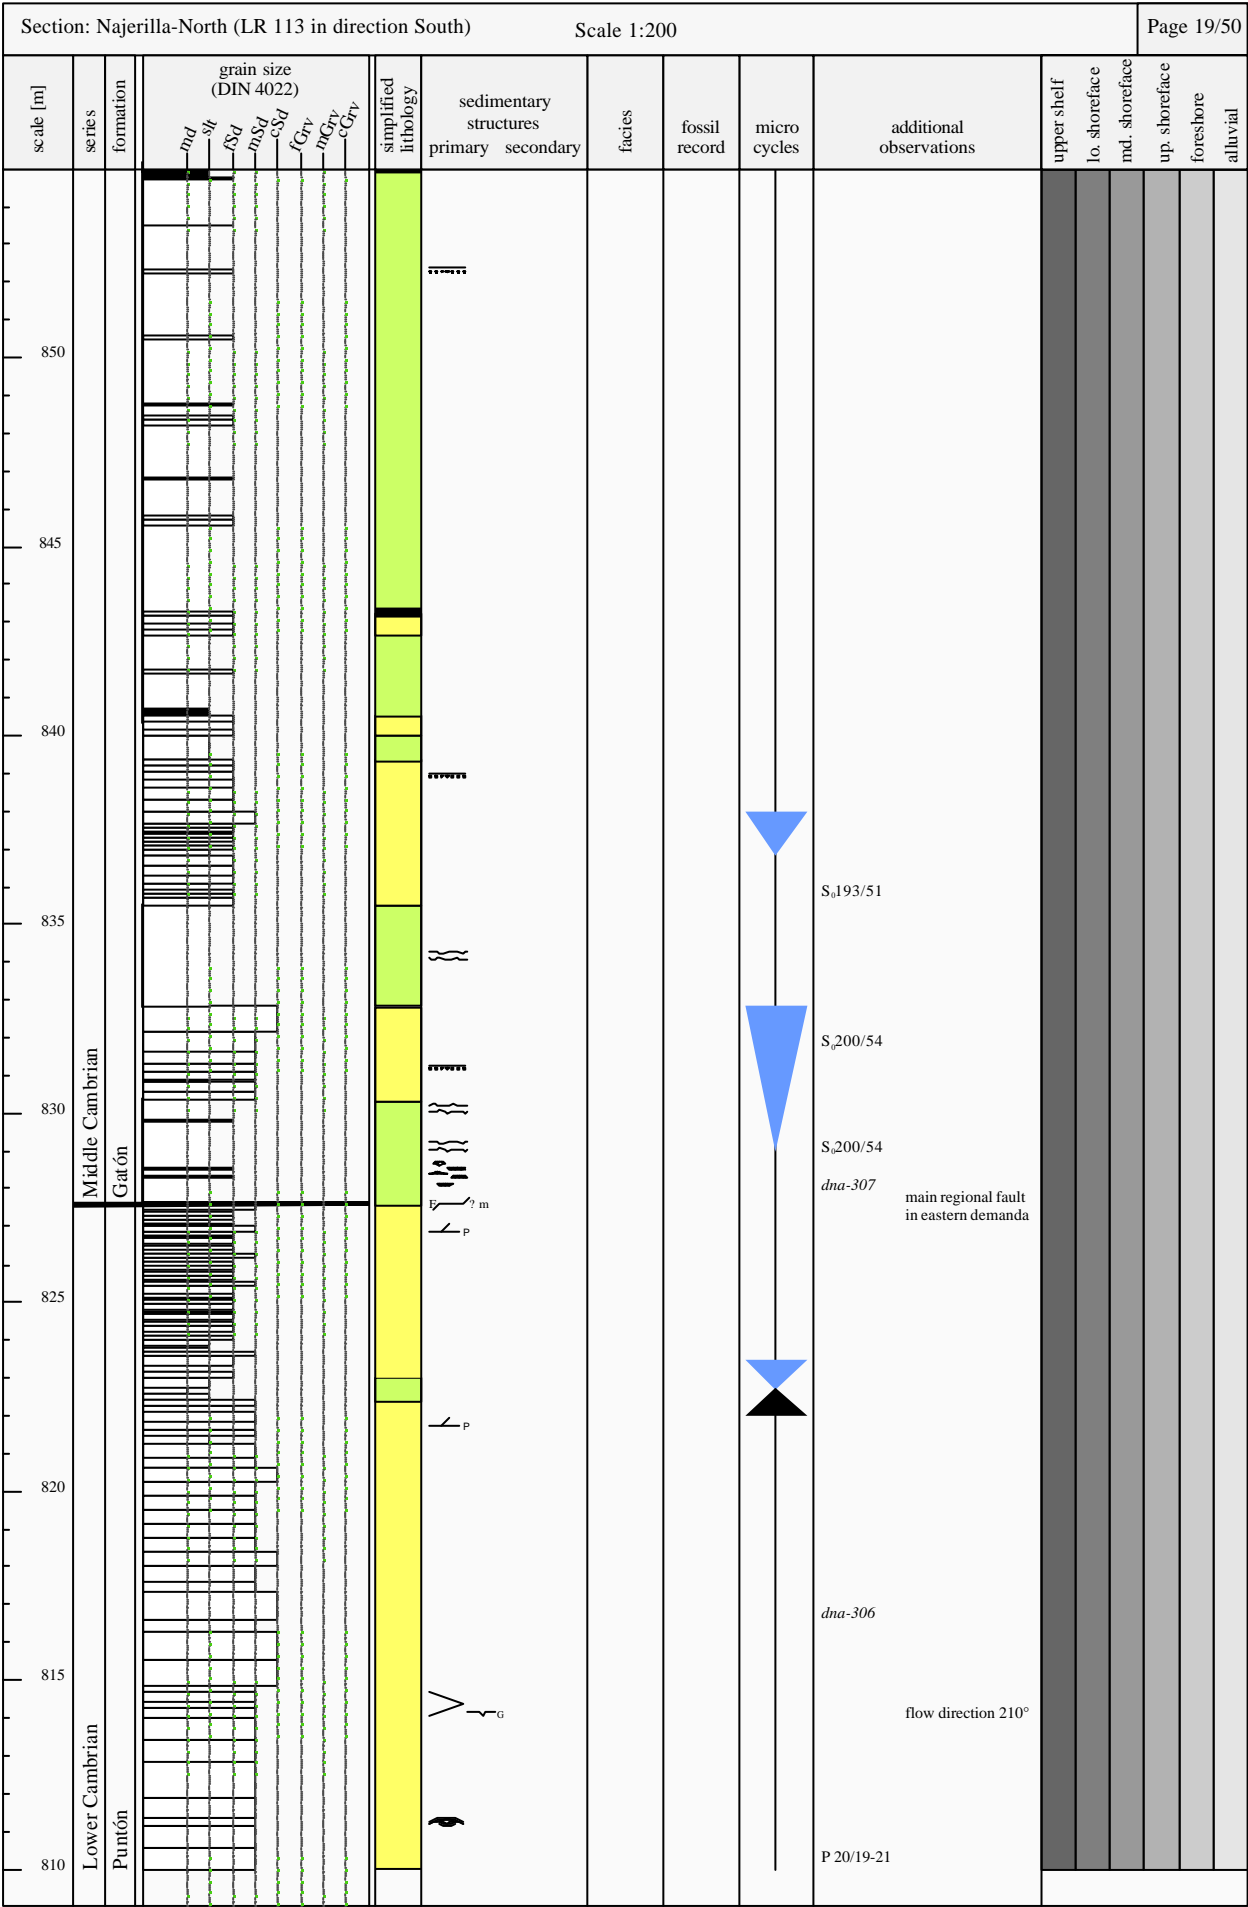 Section: Najerilla-North (LR 113 in direction South)
Scale 1:200
Page 19/50
scale [m]
series
formation
grain size
(DIN 4022)
md
slt
fSd
mSd
cSd
fGrv
mGrv
cGrv
simplified
lithology
sedimentary
structures
primary secondary
facies
fossil
record
micro
cycles
additional
observations
upper shelf
lo. shoreface
md. shoreface
up. shoreface
foreshore
alluvial
850
845
840
S₀193/51
835
S₀200/54
830
S₀200/54
Middle Cambrian
Gatón
dna-307
main regional fault
in eastern demanda
E ? m
P
825
P
820
dna-306
815
G
flow direction 210°
Lower Cambrian
Puntón
P 20/19-21
810